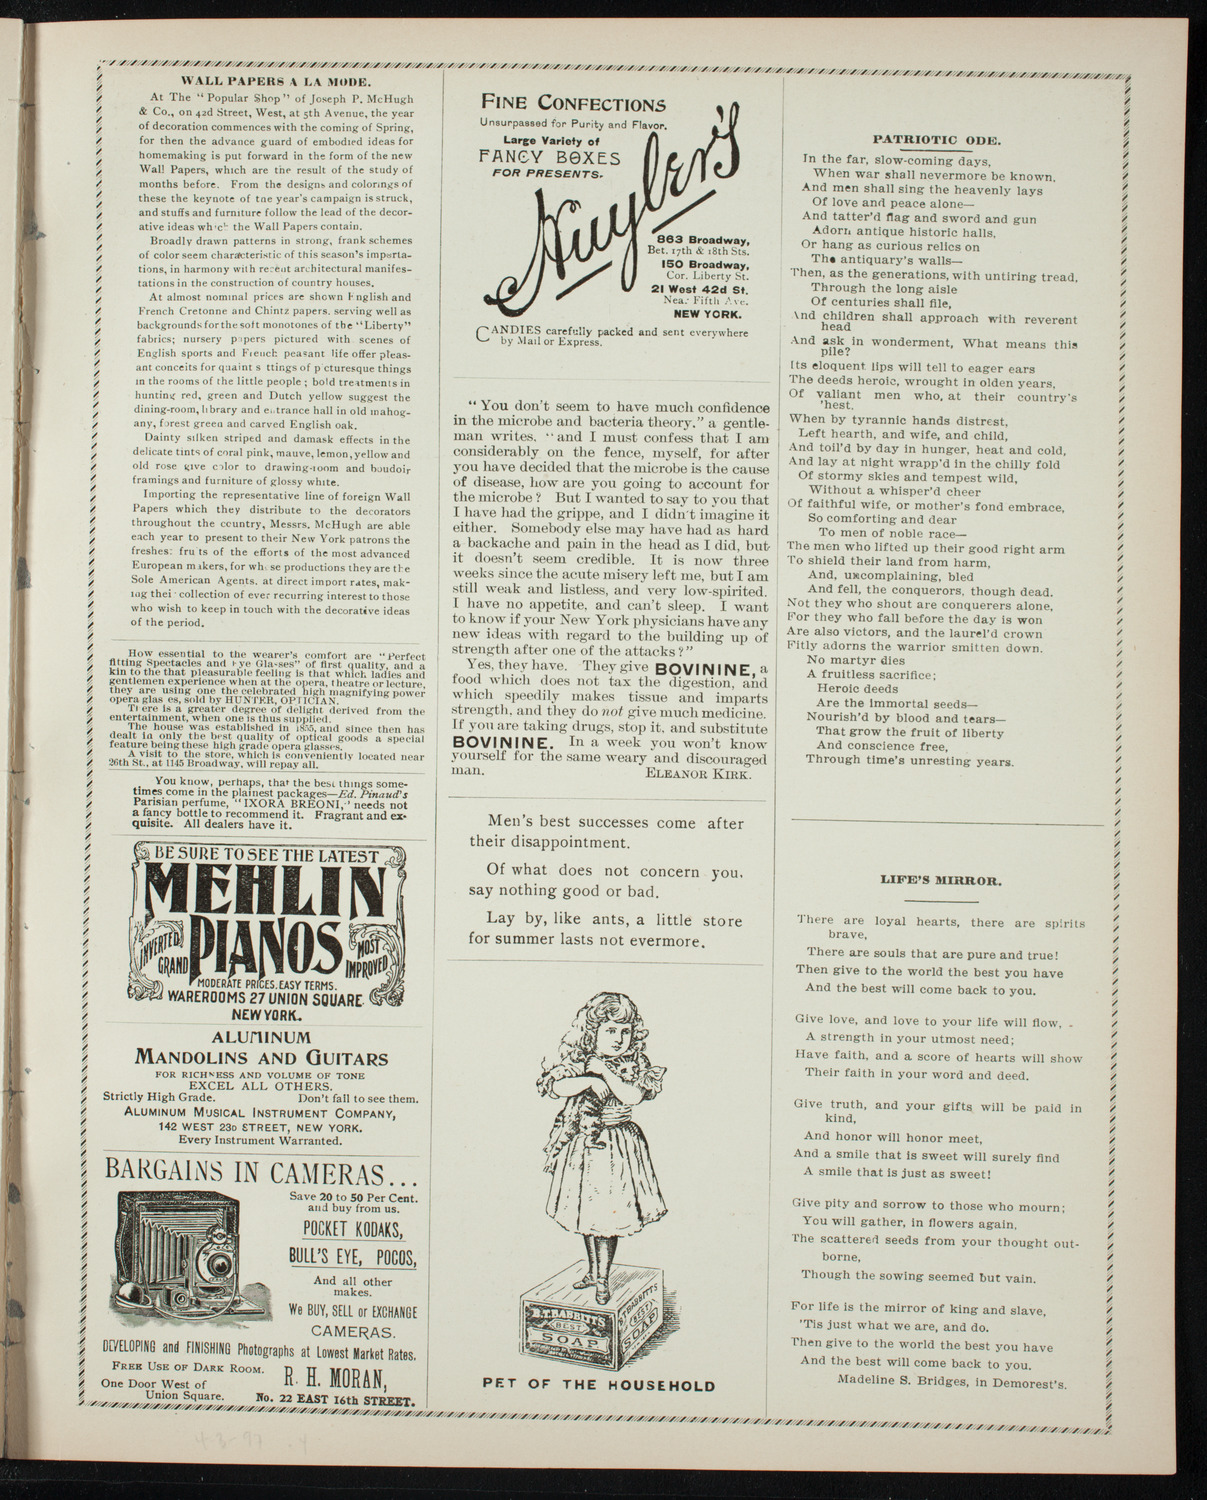 WALL PAPERS A LA MODE.
At The "Popular Shop" of Joseph P. McHugh
& Co., on 42d Street, West, at 5th Avenue, the year
of decoration commences with the coming of Spring,
for then the advance guard of embodied ideas for
homemaking is put forward in the form of the new
Wall Papers, which are the result of the study of
months before. From the designs and colorings of
these the keynote of the year's campaign is struck,
and stuffs and furniture follow the lead of the decor-
ative ideas which the Wall Papers contain.
Broadly drawn patterns in strong, frank schemes
of color seem characteristic of this season's importa-
tions, in harmony with recent architectural manifes-
tations in the construction of country houses.
At almost nominal prices are shown English and
French Cretonne and Chintz papers, serving well as
backgrounds for the soft monotones of the "Liberty"
fabrics; nursery papers pictured with scenes of
English sports and French peasant life offer pleas-
ant conceits for quaint settings of picturesque things
in the rooms of the little people; bold treatments in
hunting red, green and Dutch yellow suggest the
dining-room, library and entrance hall in old mahog-
any, forest green and carved English oak.
Dainty silken striped and damask effects in the
delicate tints of coral pink, mauve, lemon, yellow and
old rose give color to drawing-room and boudoir
framings and furniture of glossy white.
Importing the representative line of foreign Wall
Papers which they distribute to the decorators
throughout the country, Messrs. McHugh are able
each year to present to their New York patrons the
freshest fruits of the efforts of the most advanced
European makers, for whose productions they are the
Sole American Agents, at direct import rates, mak-
ing their collection of ever recurring interest to those
who wish to keep in touch with the decorative ideas
of the period.
How essential to the wearer's comfort are "Perfect
fitting Spectacles and Eye Glasses" of first quality, and a
kin to the that pleasurable feeling is that which ladies and
gentlemen experience when at the opera, theatre or lecture,
they are using one the celebrated high magnifying power
opera glasses, sold by HUNTER, OPTICIAN.
There is a greater degree of delight derived from the
entertainment, when one is thus supplied.
The house was established in 1855, and since then has
dealt in only the best quality of optical goods a special
feature being these high grade opera glasses.
A visit to the store, which is conveniently located near
26th St., at 1145 Broadway, will repay all.
You know, perhaps, that the best things some-
times come in the plainest packages—Ed. Pinaud's
Parisian perfume, "IXORA BREONI," needs not
a fancy bottle to recommend it. Fragrant and ex-
quisite. All dealers have it.
BE SURE TO SEE THE LATEST
MEHLIN
PIANOS
INVERTED
GRAND
MOST
IMPROVED
MODERATE PRICES. EASY TERMS.
WAREROOMS 27 UNION SQUARE
NEW YORK.
ALUMINUM
MANDOLINS AND GUITARS
FOR RICHNESS AND VOLUME OF TONE
EXCEL ALL OTHERS.
Strictly High Grade. Don't fail to see them.
ALUMINUM MUSICAL INSTRUMENT COMPANY,
142 WEST 23D STREET, NEW YORK.
Every Instrument Warranted.
BARGAINS IN CAMERAS...
Save 20 to 50 Per Cent.
and buy from us.
POCKET KODAKS,
BULL'S EYE, POCOS,
And all other
makes.
We BUY, SELL or EXCHANGE
CAMERAS.
DEVELOPING and FINISHING Photographs at Lowest Market Rates.
FREE USE OF DARK ROOM.
One Door West of
Union Square.
R. H. MORAN,
No. 22 EAST 16th STREET.
FINE CONFECTIONS
Unsurpassed for Purity and Flavor.
Large Variety of
FANCY BOXES
FOR PRESENTS.
Huyler's
863 Broadway,
Bet. 17th & 18th Sts.
150 Broadway,
Cor. Liberty St.
21 West 42d St.
Near Fifth Ave.
NEW YORK.
CANDIES carefully packed and sent everywhere
by Mail or Express.
"You don't seem to have much confidence
in the microbe and bacteria theory." a gentle-
man writes, "and I must confess that I am
considerably on the fence, myself, for after
you have decided that the microbe is the cause
of disease, how are you going to account for
the microbe? But I wanted to say to you that
I have had the grippe, and I didn't imagine it
either. Somebody else may have had as hard
a backache and pain in the head as I did, but
it doesn't seem credible. It is now three
weeks since the acute misery left me, but I am
still weak and listless, and very low-spirited.
I have no appetite, and can't sleep. I want
to know if your New York physicians have any
new ideas with regard to the building up of
strength after one of the attacks?"
Yes, they have. They give BOVININE, a
food which does not tax the digestion, and
which speedily makes tissue and imparts
strength, and they do not give much medicine.
If you are taking drugs, stop it, and substitute
BOVININE. In a week you won't know
yourself for the same weary and discouraged
man. ELEANOR KIRK.
Men's best successes come after
their disappointment.
Of what does not concern you,
say nothing good or bad.
Lay by, like ants, a little store
for summer lasts not evermore.
B.T. BABBITT'S
BEST
SOAP
B.T. BABBITT'S
BEST
SOAP
PET OF THE HOUSEHOLD
PATRIOTIC ODE.
In the far, slow-coming days,
When war shall nevermore be known,
And men shall sing the heavenly lays
Of love and peace alone—
And tatter'd flag and sword and gun
Adorn antique historic halls,
Or hang as curious relics on
The antiquary's walls—
Then, as the generations, with untiring tread,
Through the long aisle
Of centuries shall file,
And children shall approach with reverent
head
And ask in wonderment, What means this
pile?
Its eloquent lips will tell to eager ears
The deeds heroic, wrought in olden years,
Of valiant men who, at their country's
'hest,
When by tyrannic hands distrest,
Left hearth, and wife, and child,
And toil'd by day in hunger, heat and cold,
And lay at night wrapp'd in the chilly fold
Of stormy skies and tempest wild,
Without a whisper'd cheer
Of faithful wife, or mother's fond embrace,
So comforting and dear
To men of noble race—
The men who lifted up their good right arm
To shield their land from harm,
And, uncomplaining, bled
And fell, the conquerors, though dead.
Not they who shout are conquerers alone,
For they who fall before the day is won
Are also victors, and the laurel'd crown
Fitly adorns the warrior smitten down.
No martyr dies
A fruitless sacrifice;
Heroic deeds
Are the immortal seeds—
Nourish'd by blood and tears—
That grow the fruit of liberty
And conscience free,
Through time's unresting years.
LIFE'S MIRROR.
There are loyal hearts, there are spirits
brave,
There are souls that are pure and true!
Then give to the world the best you have
And the best will come back to you.
Give love, and love to your life will flow,
A strength in your utmost need;
Have faith, and a score of hearts will show
Their faith in your word and deed.
Give truth, and your gifts will be paid in
kind,
And honor will honor meet,
And a smile that is sweet will surely find
A smile that is just as sweet!
Give pity and sorrow to those who mourn;
You will gather, in flowers again,
The scattered seeds from your thought out-
borne,
Though the sowing seemed but vain.
For life is the mirror of king and slave,
'Tis just what we are, and do.
Then give to the world the best you have
And the best will come back to you.
Madeline S. Bridges, in Demorest's.
4-3-97